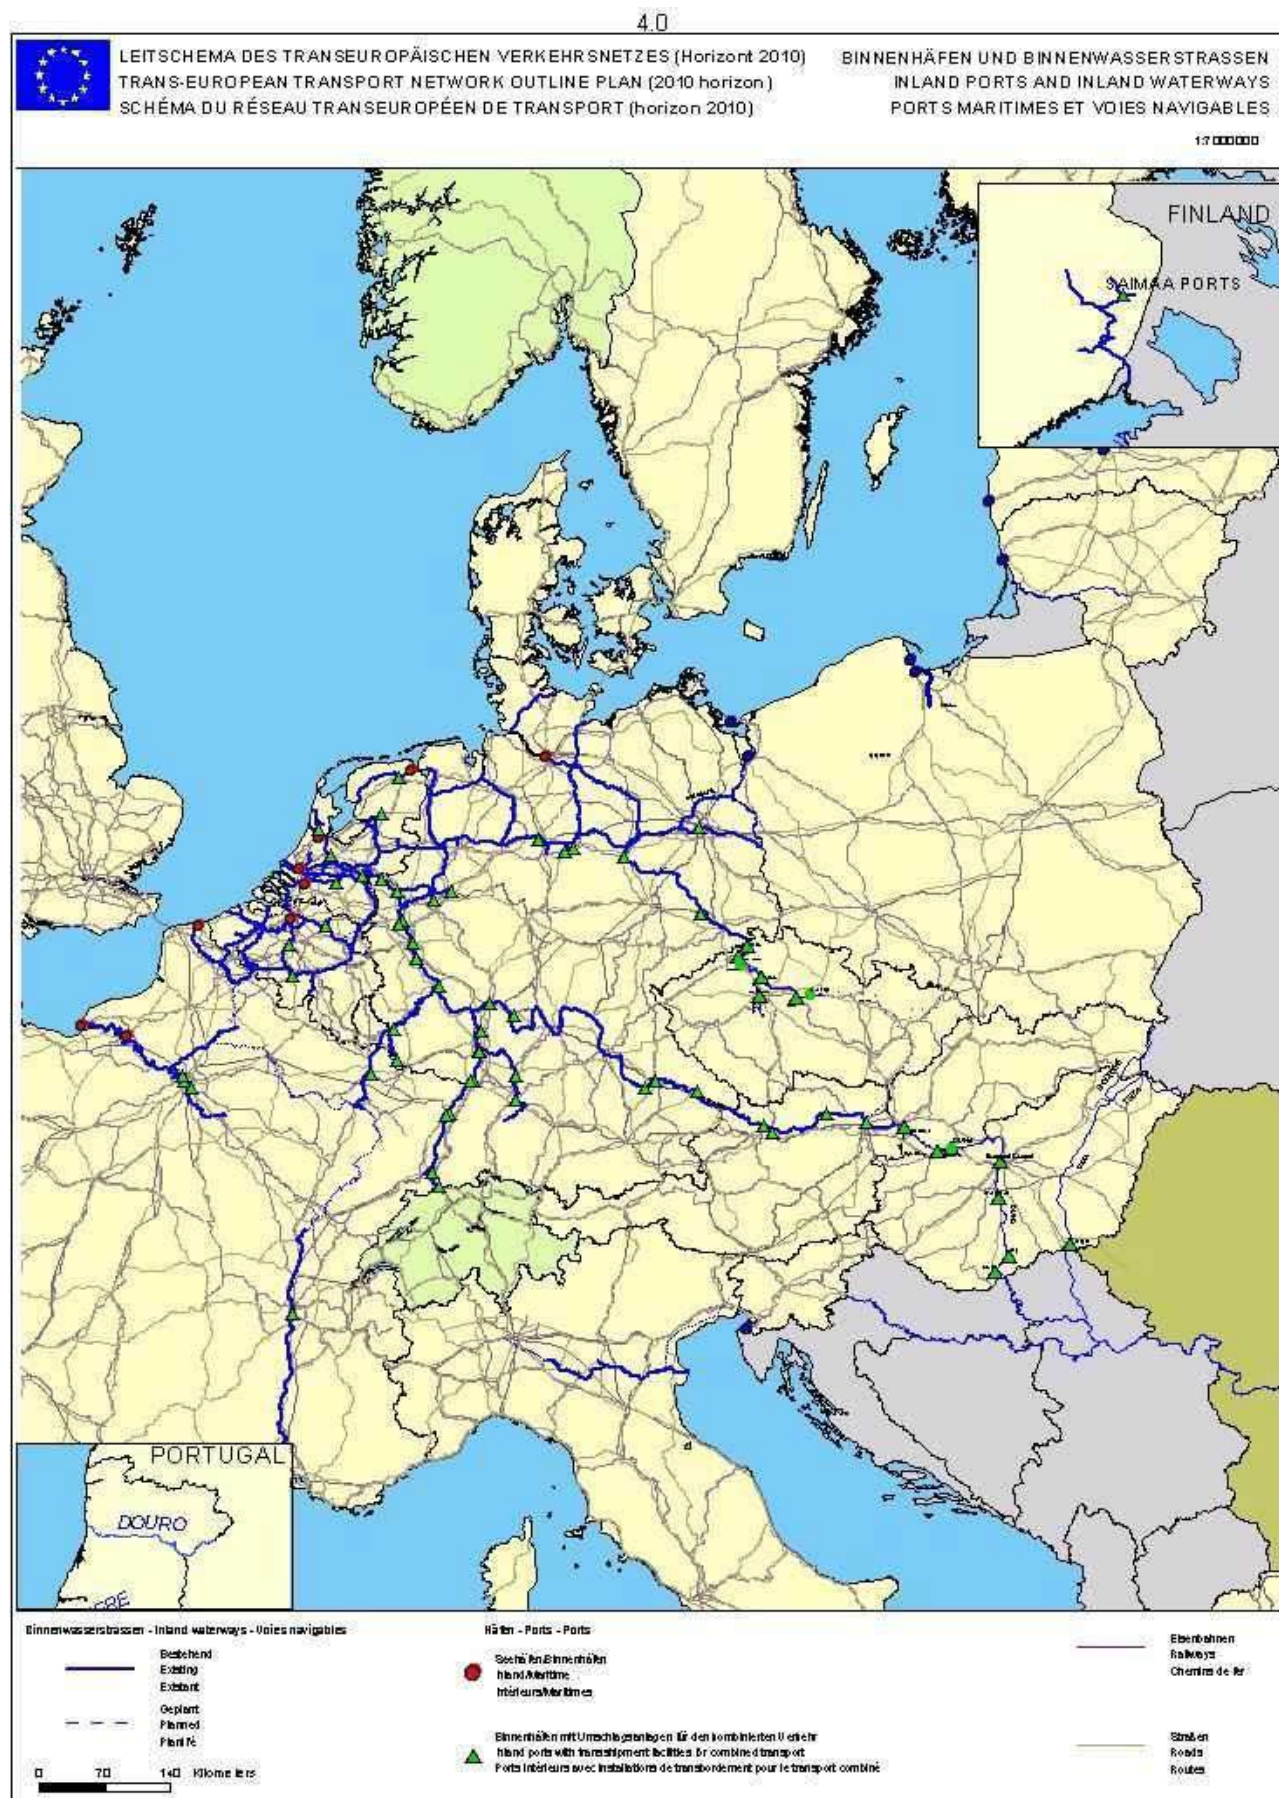 4.0
LEITSCHEMA DES TRANSEUROPÄISCHEN VERKEHRSNETZES (Horizont 2010)
TRANS-EUROPEAN TRANSPORT NETWORK OUTLINE PLAN (2010 horizon)
SCHÉMA DU RÉSEAU TRANSEUROPÉEN DE TRANSPORT (horizon 2010)
BINNENHÄFEN UND BINNENWASSERSTRASSEN
INLAND PORTS AND INLAND WATERWAYS
PORTS MARITIMES ET VOIES NAVIGABLES
1:7000000
FINLAND
SAIMAA PORTS
PORTUGAL
DOURO
Binnenwasserstrassen - Inland waterways - Voies navigables
Bestehend
Existing
Existant
Geplant
Planned
Planifé
0 70 140 Kilometers
Häfen - Ports - Ports
Seehäfen/Binnenhäfen
Inland/Maritime
Intérieurs/Maritimes
Binnenhäfen mit Umschlagsanlagen für den kombinierten Verkehr
Inland ports with transshipment facilities for combined transport
Ports intérieurs avec installations de transbordement pour le transport combiné
Eisenbahnen
Railways
Chemins de fer
Straßen
Roads
Routes